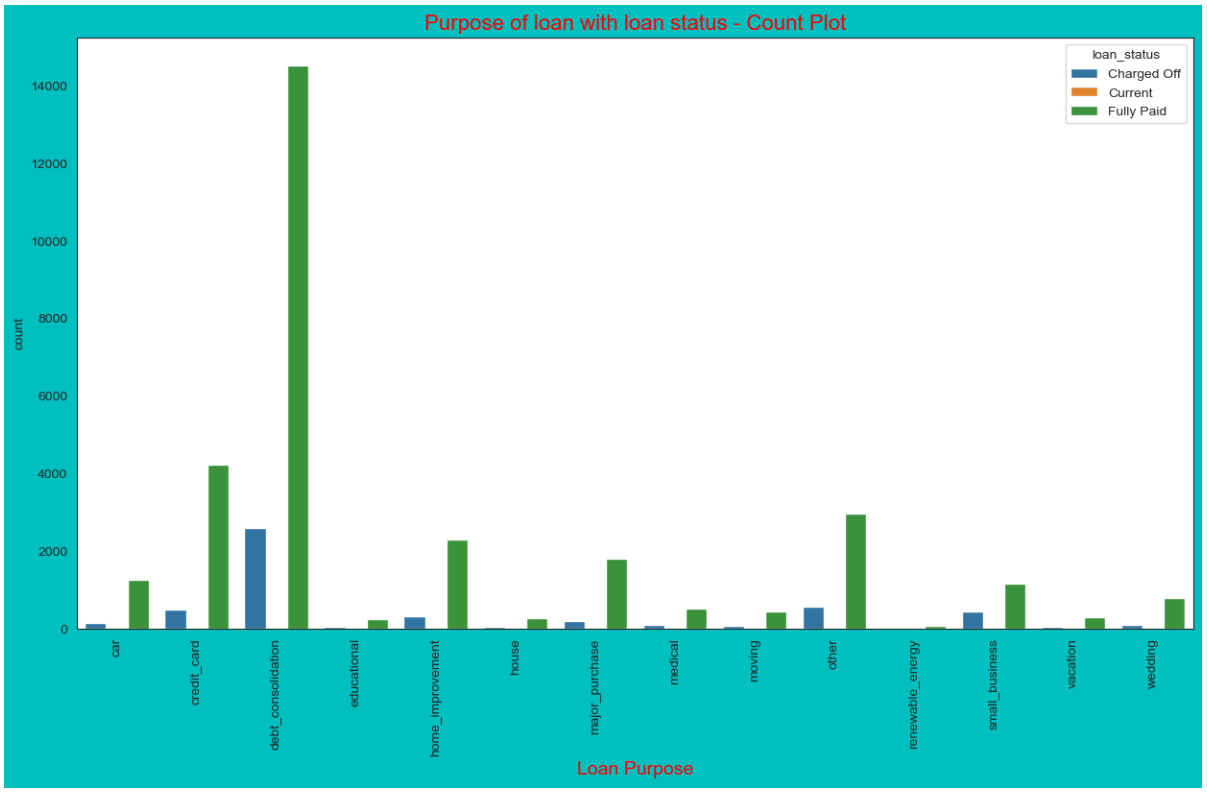 Purpose of loan with loan status - Count Plot
loan_status
Charged Off
Current
Fully Paid
14000
12000
10000
8000
6000
4000
2000
0
count
car
credit_card
debt_consolidation
educational
home_improvement
house
major_purchase
medical
moving
other
renewable_energy
small_business
vacation
wedding
Loan Purpose